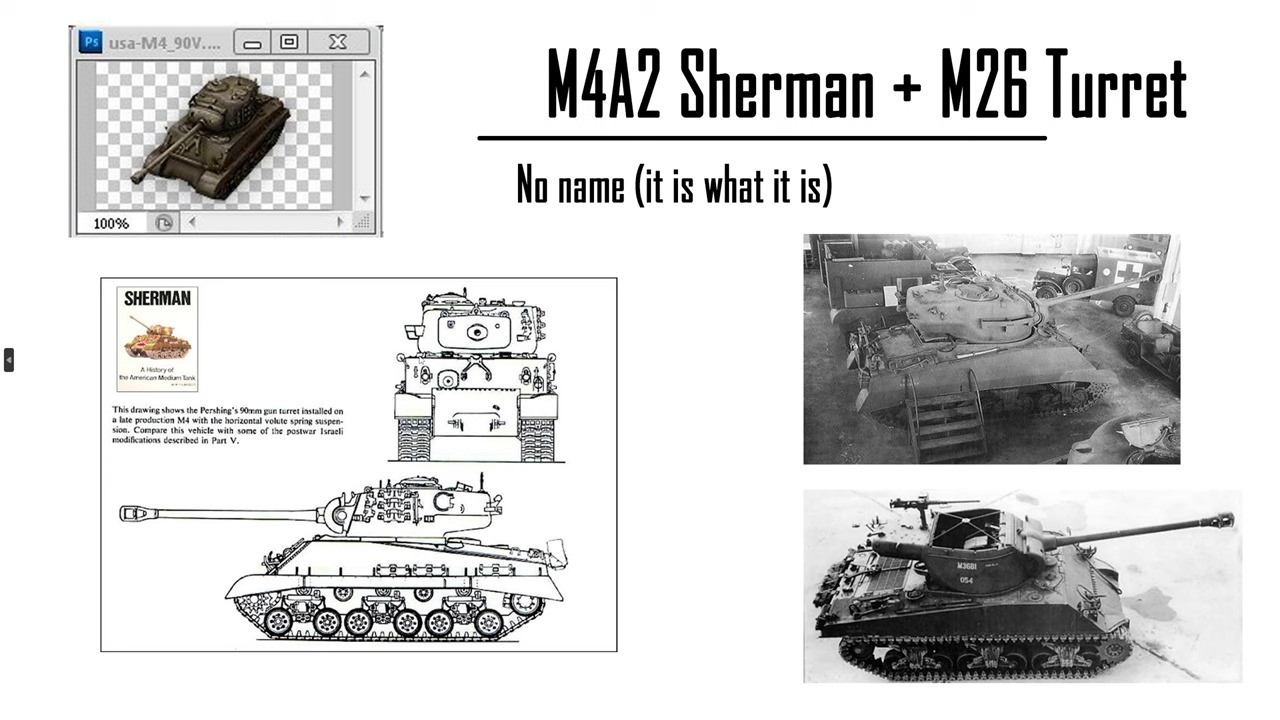 Ps usa-M4_90V....
100%
M4A2 Sherman + M26 Turret
No name (it is what it is)
SHERMAN
A History of
the American Medium Tank
This drawing shows the Pershing's 90mm gun turret installed on
a late production M4 with the horizontal volute spring suspen-
sion. Compare this vehicle with some of the postwar Israeli
modifications described in Part V.
M36B1
054